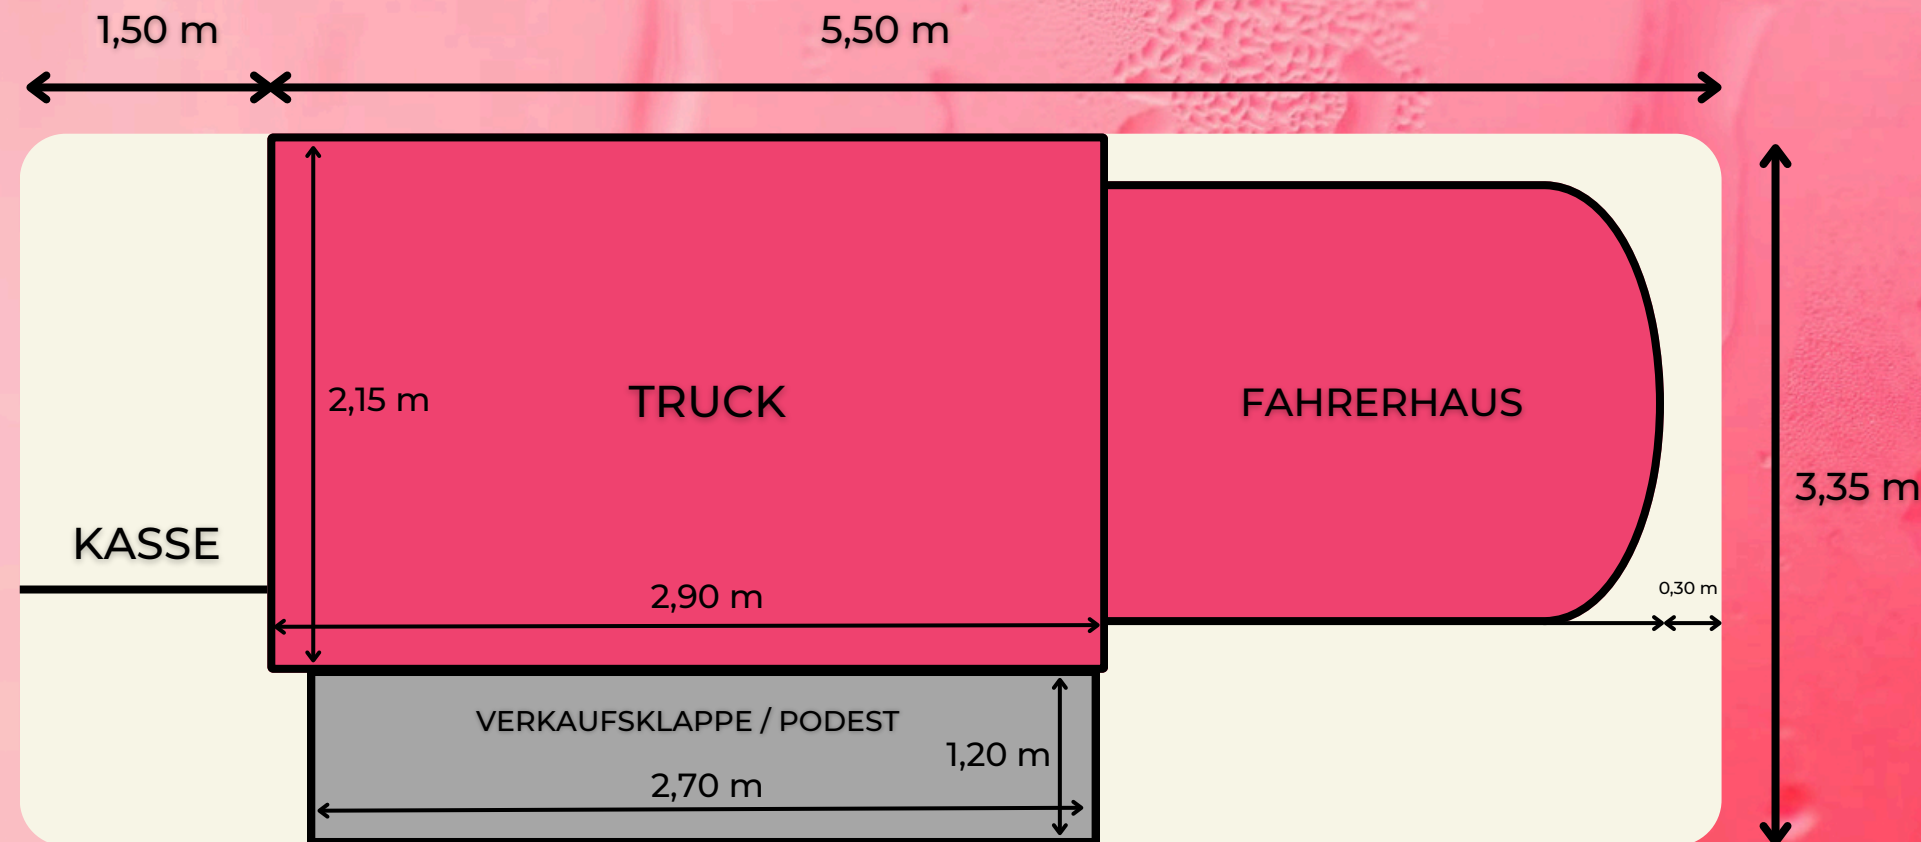 1,50 m
5,50 m
2,15 m
TRUCK
FAHRERHAUS
3,35 m
KASSE
2,90 m
0,30 m
VERKAUFSKLAPPE / PODEST
1,20 m
2,70 m